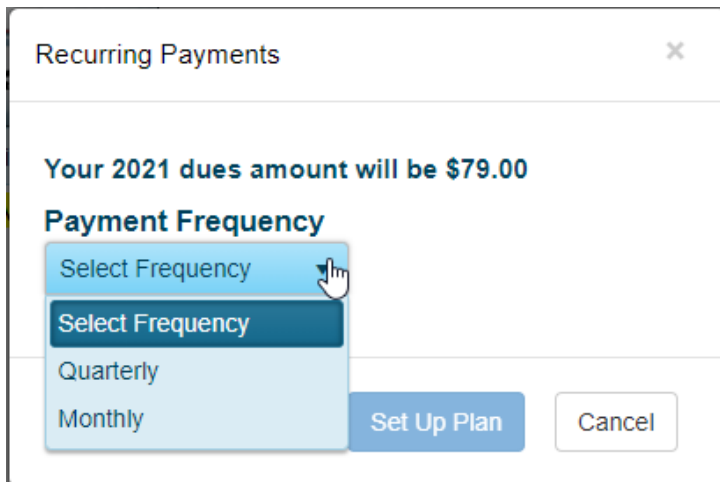 Recurring Payments ×
Your 2021 dues amount will be $79.00
Payment Frequency
Select Frequency
Select Frequency
Quarterly
Monthly
Set Up Plan Cancel